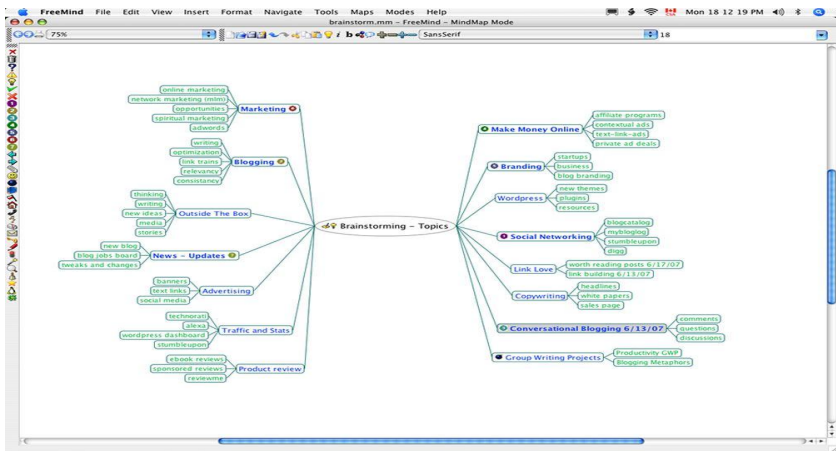 FreeMind File Edit View Insert Format Navigate Tools Maps Modes Help Mon 18 12 19 PM
brainstorm.mm – FreeMind – MindMap Mode
75% i b SansSerif 18
Brainstorming – Topics
Marketing
online marketing
network marketing (mlm)
opportunities
spiritual marketing
adwords
Blogging
writing
optimization
link trains
relevancy
consistancy
Outside The Box
thinking
writing
new ideas
media
stories
News – Updates
new blog
blog jobs board
tweaks and changes
Advertising
banners
text links
social media
Traffic and Stats
technorati
alexa
wordpress dashboard
stumbleupon
Product review
ebook reviews
sponsored reviews
reviewme
Make Money Online
affiliate programs
contextual ads
text-link-ads
private ad deals
Branding
startups
business
blog branding
Wordpress
new themes
plugins
resources
Social Networking
blogcatalog
mybloglog
stumbleupon
digg
Link Love
worth reading posts 6/17/07
link building 6/13/07
Copywriting
headlines
white papers
sales page
Conversational Blogging 6/13/07
comments
questions
discussions
Group Writing Projects
Productivity GWP
Blogging Metaphors